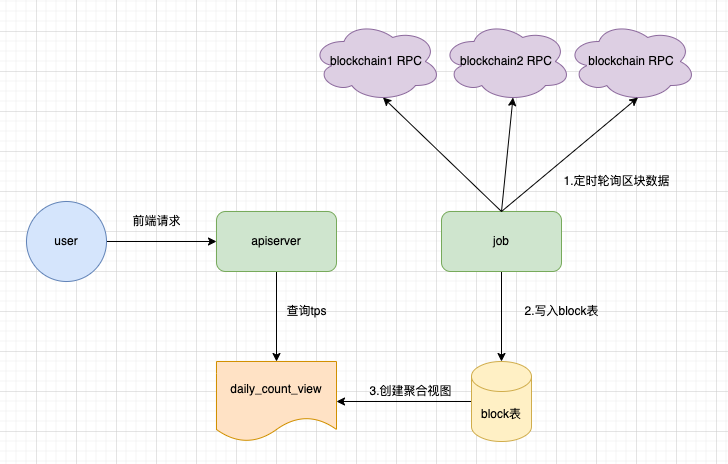 blockchain1 RPC
blockchain2 RPC
blockchain RPC
1.定时轮询区块数据
user
前端请求
apiserver
job
查询tps
2.写入block表
daily_count_view
3.创建聚合视图
block表